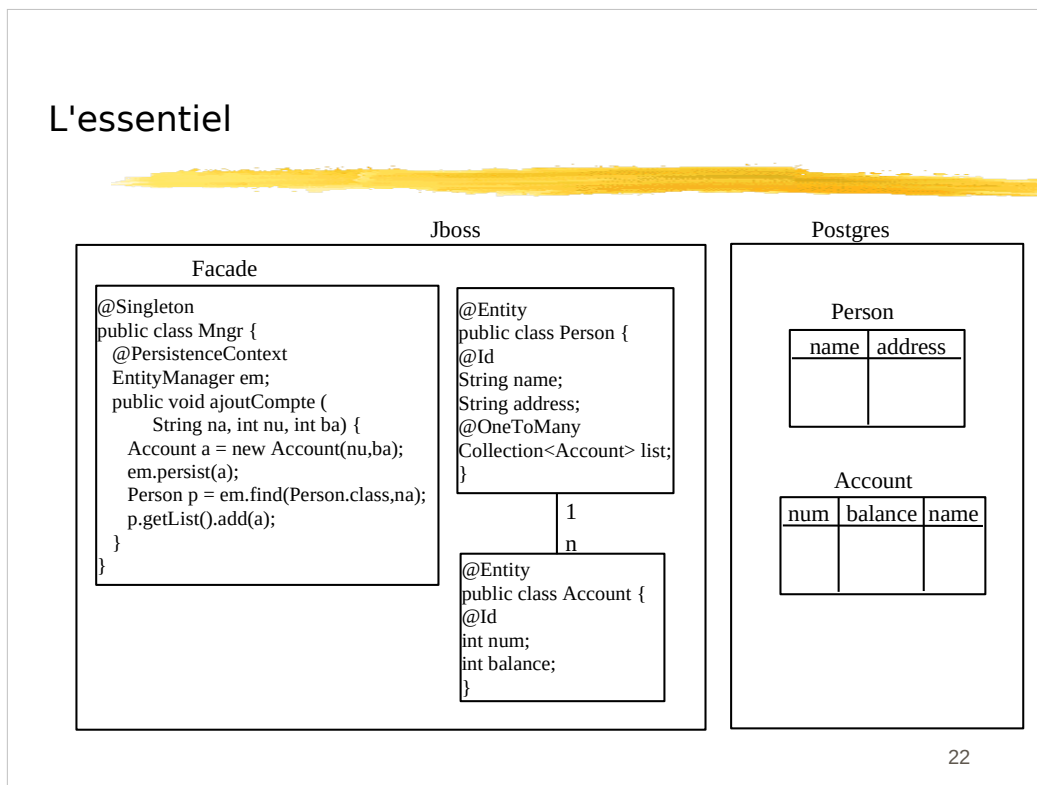 L'essentiel
Jboss
Facade
@Singleton
public class Mngr {
@PersistenceContext
EntityManager em;
public void ajoutCompte (
String na, int nu, int ba) {
Account a = new Account(nu,ba);
em.persist(a);
Person p = em.find(Person.class,na);
p.getList().add(a);
}
}
@Entity
public class Person {
@Id
String name;
String address;
@OneToMany
Collection<Account> list;
}
1
n
@Entity
public class Account {
@Id
int num;
int balance;
}
Postgres
Person
name address
Account
num balance name
22